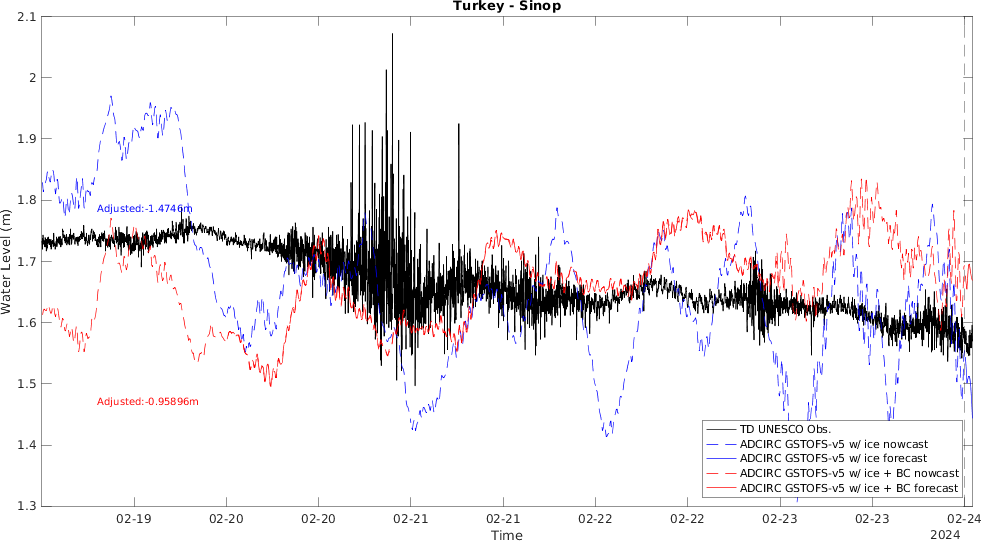 Turkey - Sinop
2.1
2
1.9
1.8
1.7
1.6
1.5
1.4
1.3
Water Level (m)
Adjusted:-1.4746m
Adjusted:-0.95896m
TD UNESCO Obs.
ADCIRC GSTOFS-v5 w/ ice nowcast
ADCIRC GSTOFS-v5 w/ ice forecast
ADCIRC GSTOFS-v5 w/ ice + BC nowcast
ADCIRC GSTOFS-v5 w/ ice + BC forecast
02-19 02-20 02-20 02-21 02-21 02-22 02-22 02-23 02-23 02-24
Time
2024